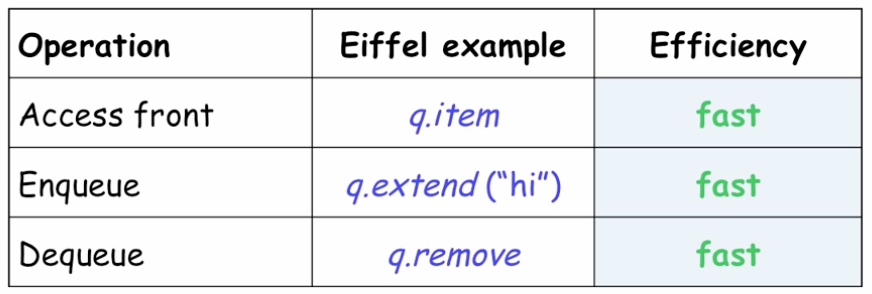 Operation Eiffel example Efficiency
Access front q.item fast
Enqueue q.extend (“hi”) fast
Dequeue q.remove fast